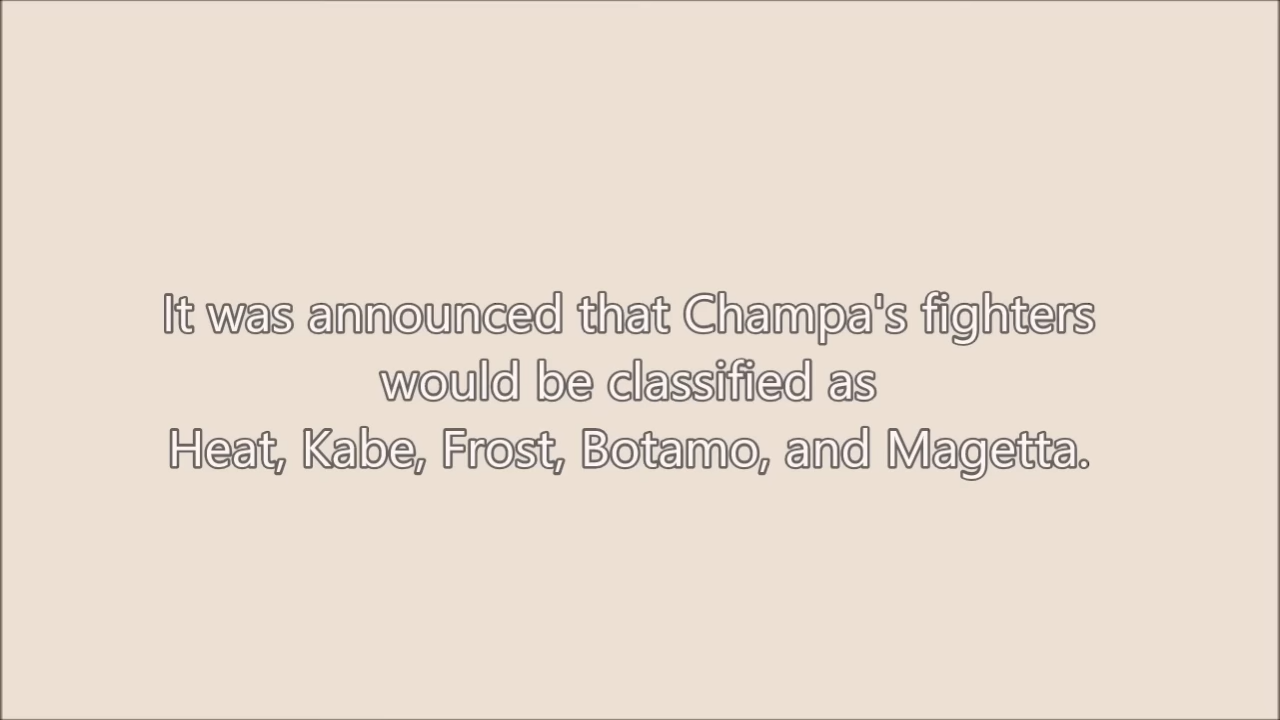 It was announced that Champa's fighters
would be classified as
Heat, Kabe, Frost, Botamo, and Magetta.